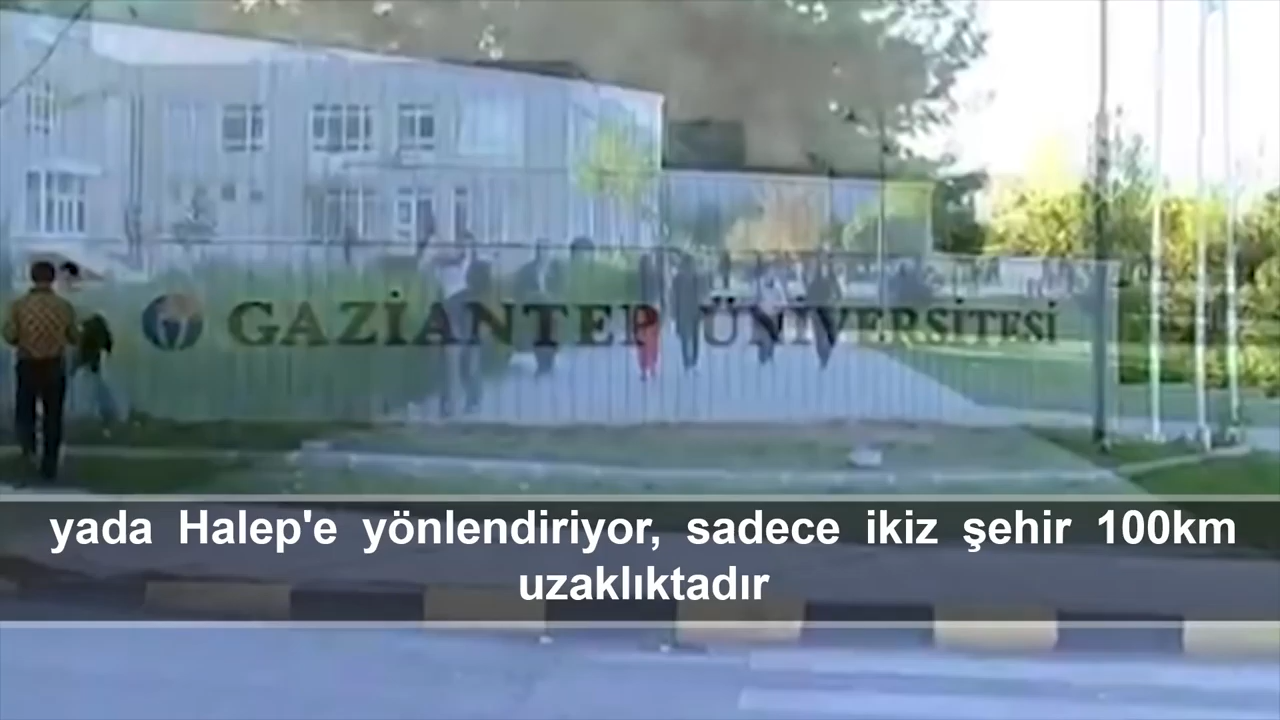 GAZİANTEP ÜNİVERSİTESİ
yada Halep'e yönlendiriyor, sadece ikiz şehir 100km
uzaklıktadır